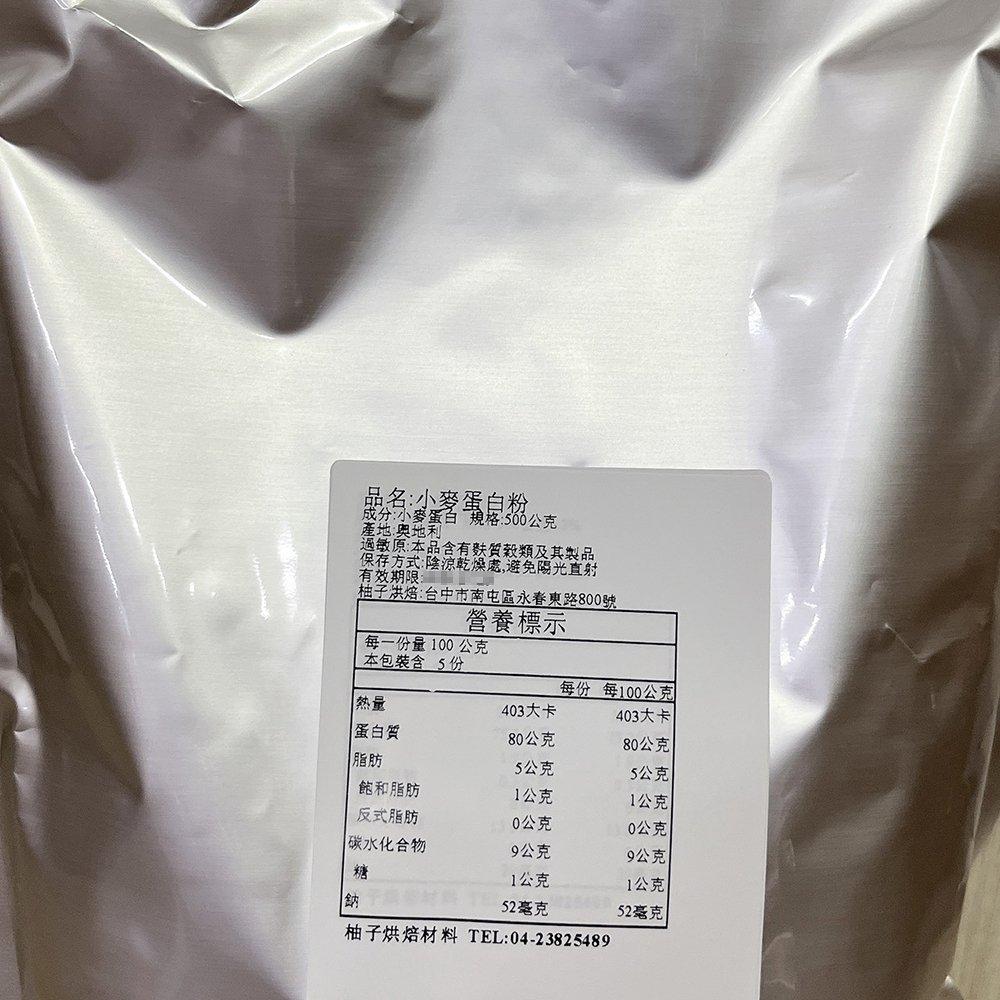 品名:小麥蛋白粉
成分:小麥蛋白 規格:500公克
產地:奧地利
過敏原:本品含有麩質穀類及其製品
保存方式:陰涼乾燥處,避免陽光直射
有效期限:
柚子烘焙:台中市南屯區永春東路800號
營養標示
每一份量 100 公克
本包裝含 5 份
每份 每100公克
熱量 403大卡 403大卡
蛋白質 80公克 80公克
脂肪 5公克 5公克
飽和脂肪 1公克 1公克
反式脂肪 0公克 0公克
碳水化合物 9公克 9公克
糖 1公克 1公克
鈉 52毫克 52毫克
柚子烘焙材料 TEL:04-23825489